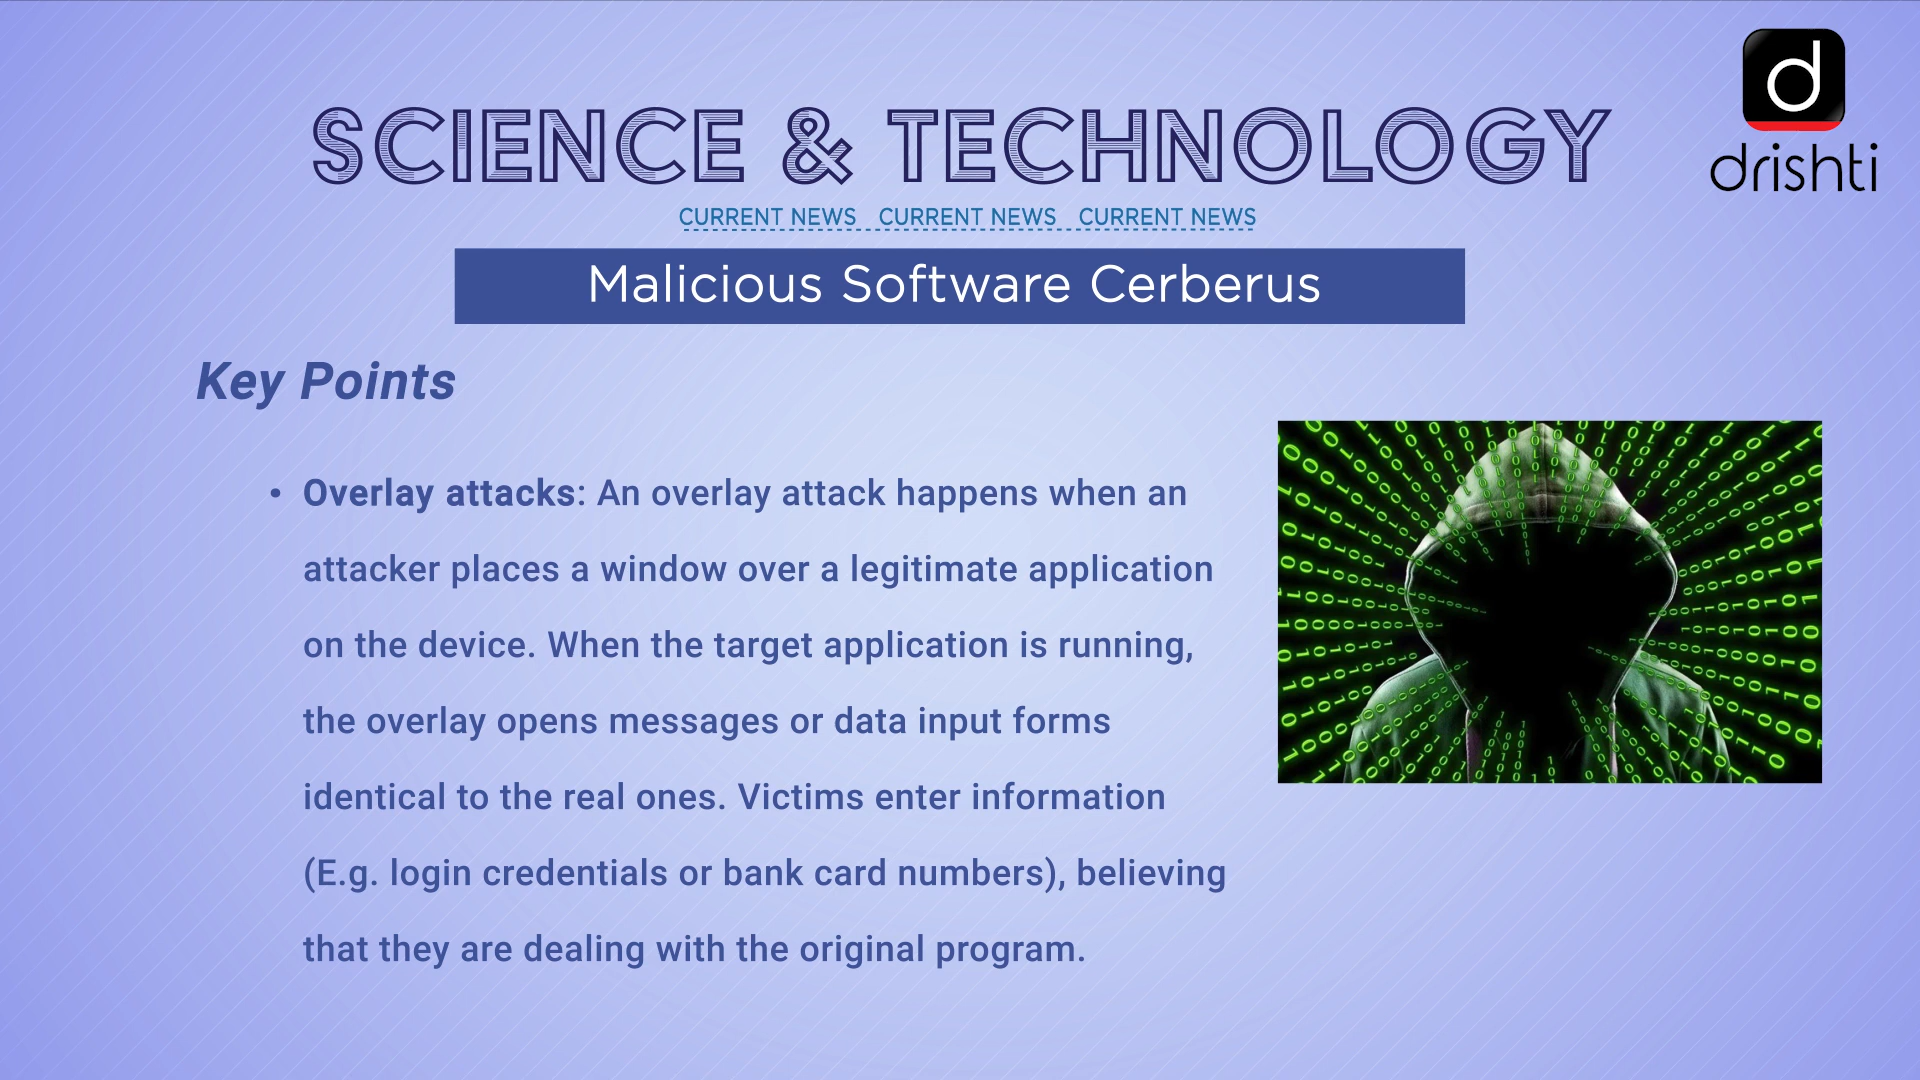 d
drishti
SCIENCE & TECHNOLOGY
CURRENT NEWS CURRENT NEWS CURRENT NEWS
Malicious Software Cerberus
Key Points
• Overlay attacks: An overlay attack happens when an
attacker places a window over a legitimate application
on the device. When the target application is running,
the overlay opens messages or data input forms
identical to the real ones. Victims enter information
(E.g. login credentials or bank card numbers), believing
that they are dealing with the original program.